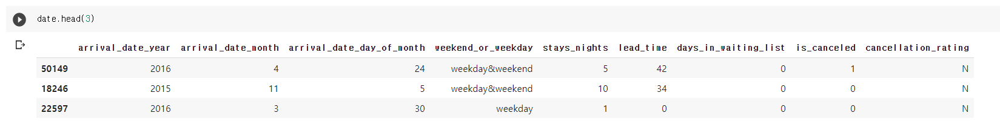 date.head(3)
arrival_date_year arrival_date_month arrival_date_day_of_month weekend_or_weekday stays_nights lead_time days_in_waiting_list is_canceled cancellation_rating
50149 2016 4 24 weekday&weekend 5 42 0 1 N
18246 2015 11 5 weekday&weekend 10 34 0 0 N
22597 2016 3 30 weekday 1 0 0 0 N